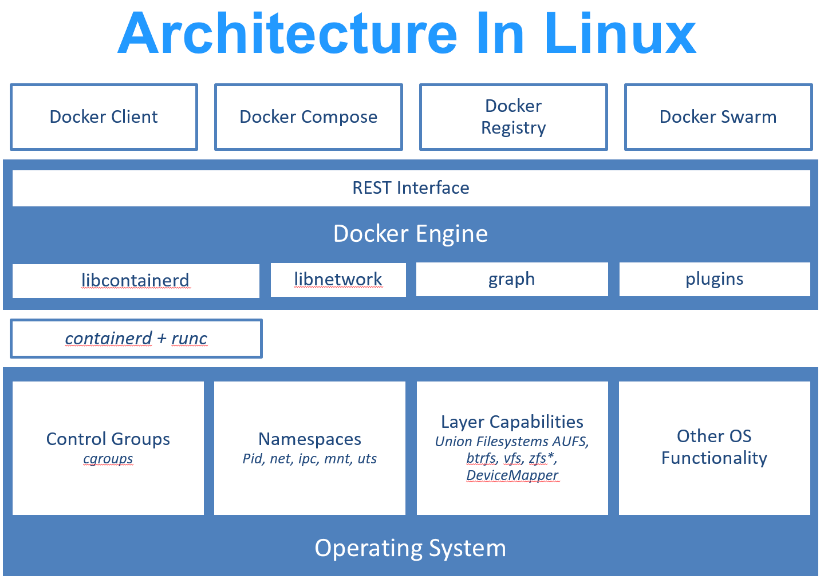 Architecture In Linux
Docker Client
Docker Compose
Docker
Registry
Docker Swarm
REST Interface
Docker Engine
libcontainerd
libnetwork
graph
plugins
containerd + runc
Control Groups
cgroups
Namespaces
Pid, net, ipc, mnt, uts
Layer Capabilities
Union Filesystems AUFS,
btrfs, vfs, zfs*,
DeviceMapper
Other OS
Functionality
Operating System